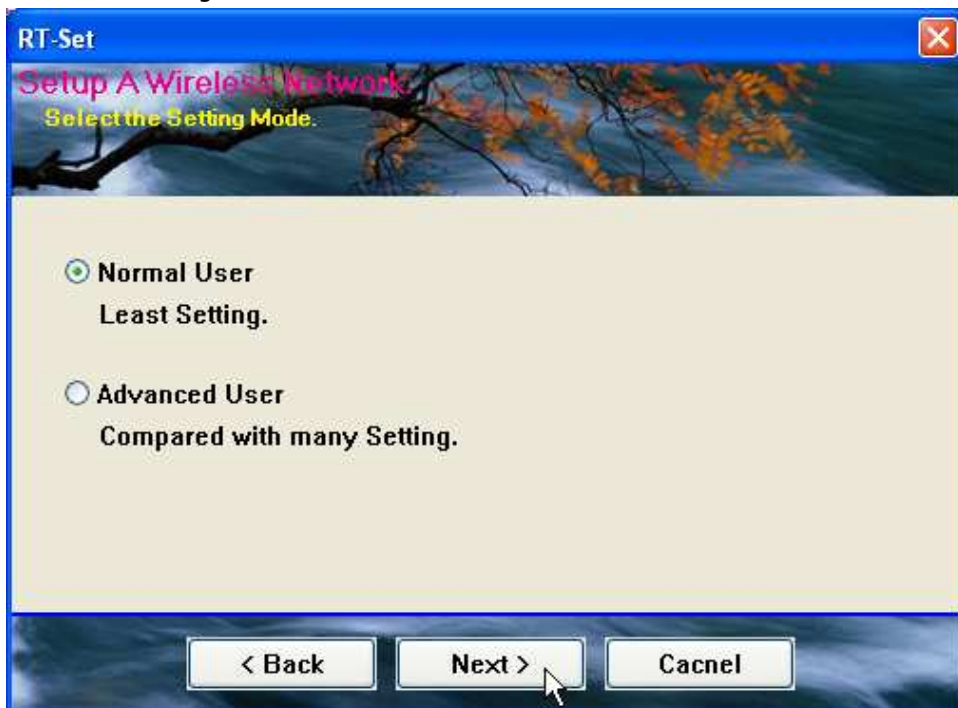 RT-Set
Setup A Wireless Network.
Select the Setting Mode.
Normal User
Least Setting.
Advanced User
Compared with many Setting.
< Back
Next >
Cacnel